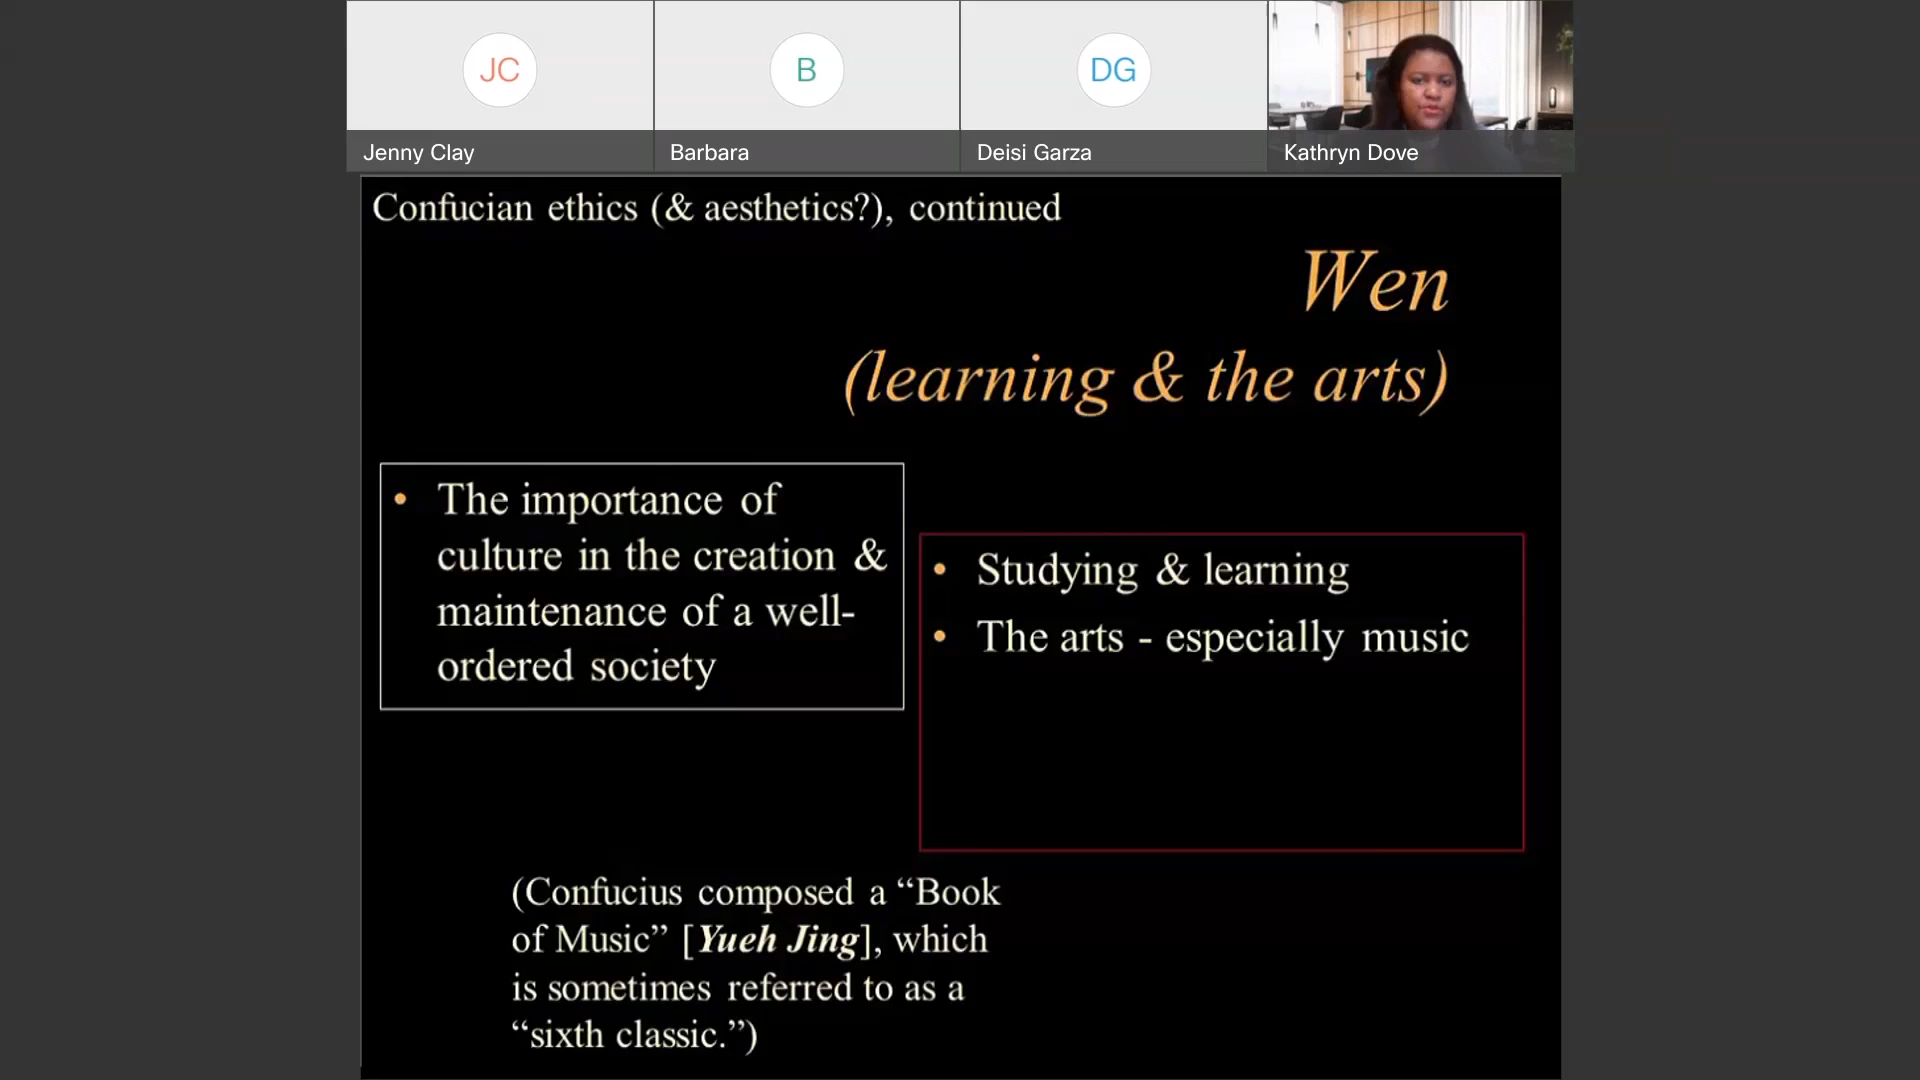 JC
B
DG
Jenny Clay
Barbara
Deisi Garza
Kathryn Dove
Confucian ethics (& aesthetics?), continued
Wen
(learning & the arts)
• The importance of
culture in the creation &
maintenance of a well-
ordered society
• Studying & learning
• The arts - especially music
(Confucius composed a “Book
of Music” [Yueh Jing], which
is sometimes referred to as a
“sixth classic.”)